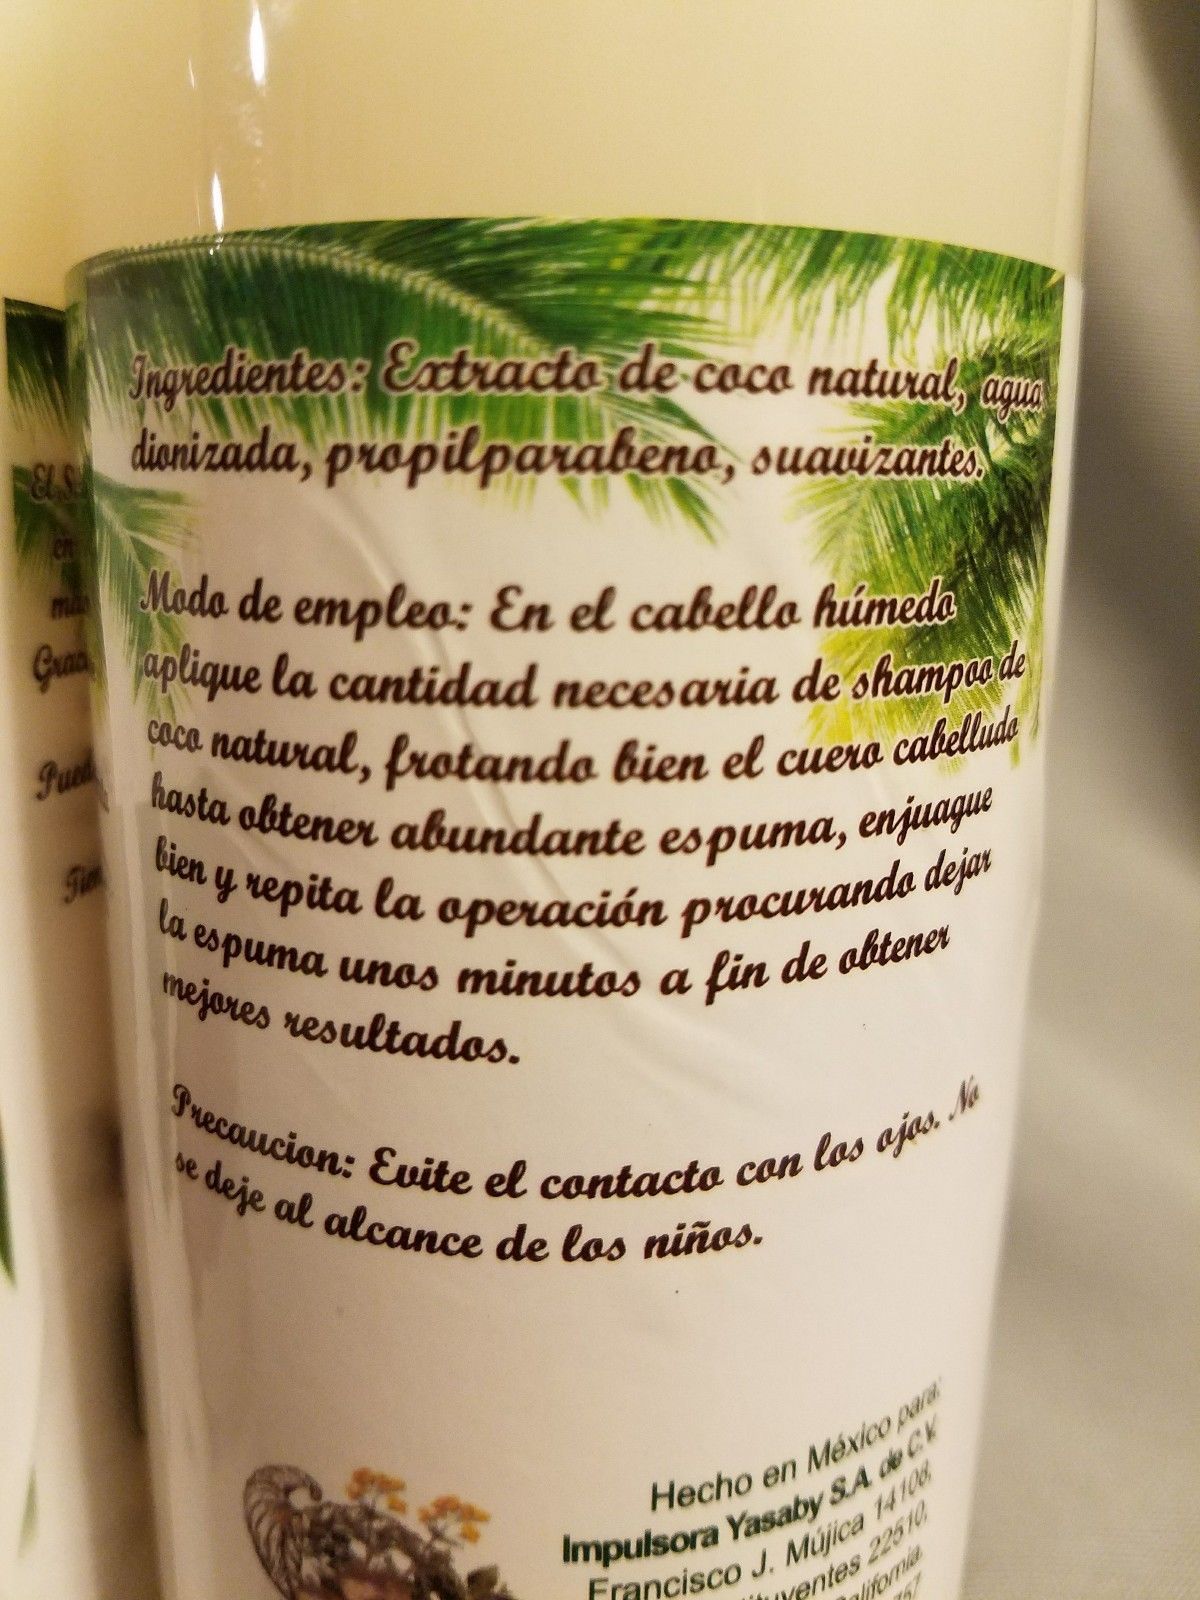 Ingredientes: Extracto de coco natural, agua
dionizada, propilparabeno, suavizantes.
Modo de empleo: En el cabello húmedo
aplique la cantidad necesaria de shampoo de
coco natural, frotando bien el cuero cabelludo
hasta obtener abundante espuma, enjuague
bien y repita la operación procurando dejar
la espuma unos minutos a fin de obtener
mejores resultados.
Precaucion: Evite el contacto con los ojos. No
se deje al alcance de los niños.
Hecho en México para:
Impulsora Yasaby S.A. de C.V.
Francisco J. Mújica 14108,
22510,
El
en